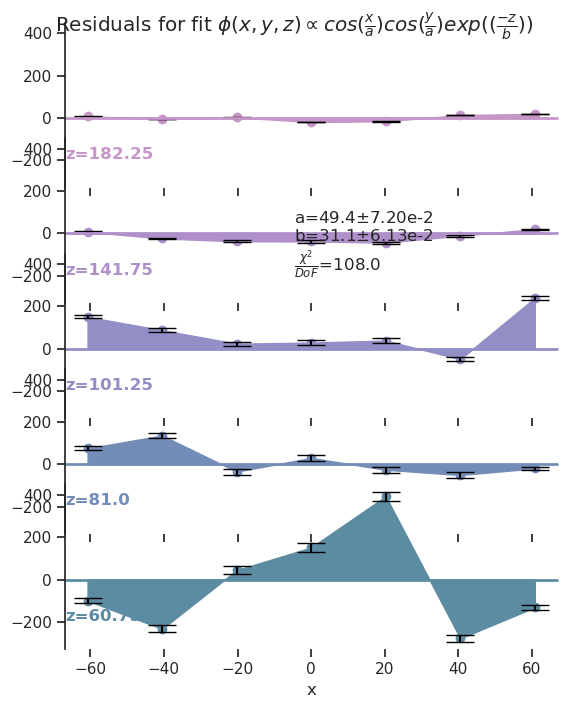 Residuals for fit ϕ(x, y, z) ∝ cos(x/a)cos(y/a)exp((−z/b))
400
0
400
−200
z=182.25
200
a=49.4±7.20e-2
0
b=31.1±6.13e-2
400
−200
z=141.75
χ²/DoF=108.0
200
0
400
−200
z=101.25
200
0
400
−200
z=81.0
200
0
−200
z=60.75
−60 −40 −20 0 20 40 60
x